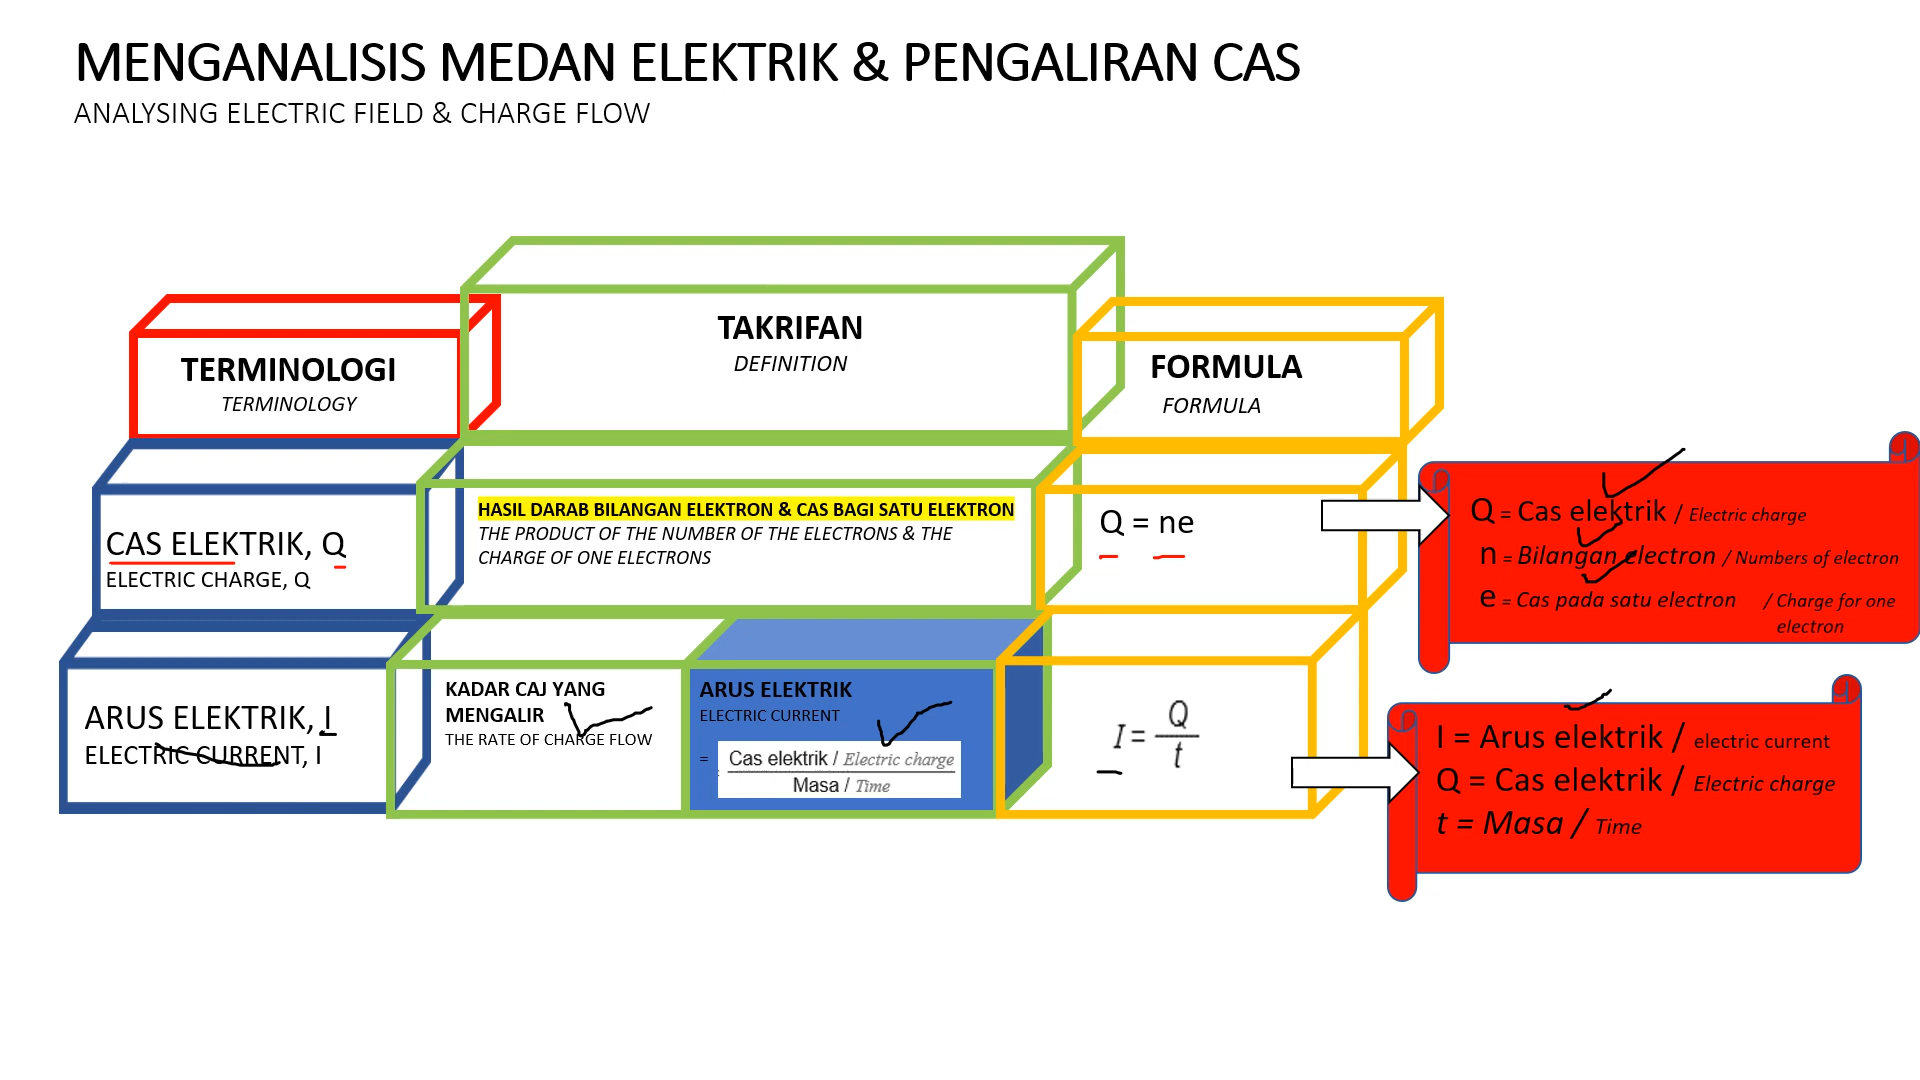 MENGANALISIS MEDAN ELEKTRIK & PENGALIRAN CAS
ANALYSING ELECTRIC FIELD & CHARGE FLOW
TERMINOLOGI
TERMINOLOGY
TAKRIFAN
DEFINITION
FORMULA
FORMULA
CAS ELEKTRIK, Q
ELECTRIC CHARGE, Q
HASIL DARAB BILANGAN ELEKTRON & CAS BAGI SATU ELEKTRON
THE PRODUCT OF THE NUMBER OF THE ELECTRONS & THE
CHARGE OF ONE ELECTRONS
Q = ne
Q = Cas elektrik / Electric charge
n = Bilangan electron / Numbers of electron
e = Cas pada satu electron / Charge for one
electron
ARUS ELEKTRIK, I
ELECTRIC CURRENT, I
KADAR CAJ YANG
MENGALIR
THE RATE OF CHARGE FLOW
ARUS ELEKTRIK
ELECTRIC CURRENT
= Cas elektrik / Electric charge
Masa / Time
I = Q
t
I = Arus elektrik / electric current
Q = Cas elektrik / Electric charge
t = Masa / Time